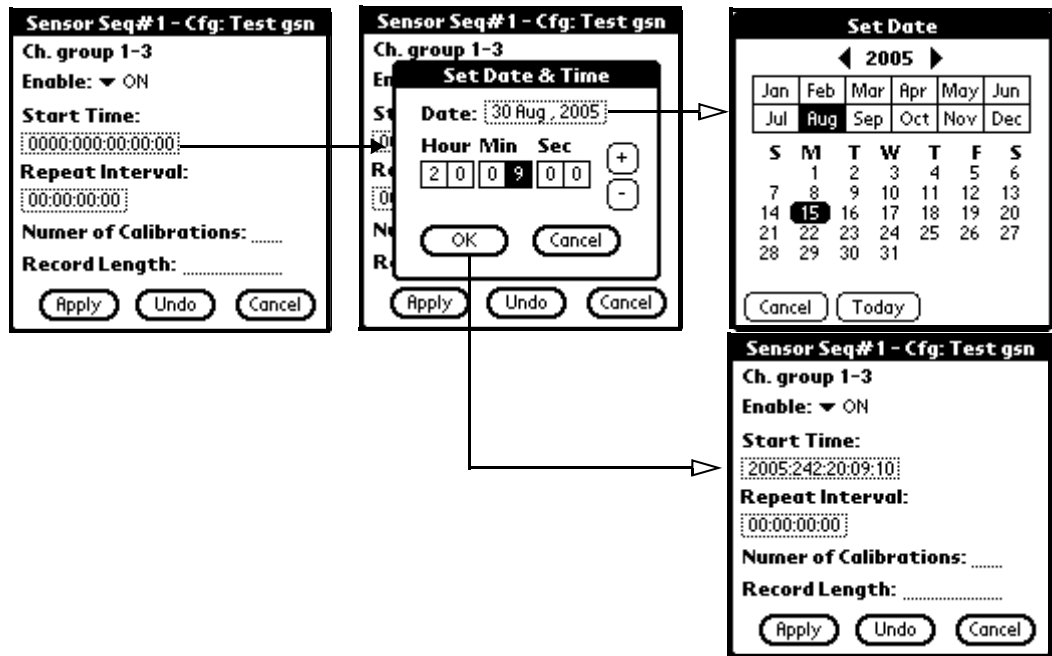 Sensor Seq#1 - Cfg: Test gsn
Ch. group 1-3
Enable: ON
Start Time:
0000:000:00:00:00
Repeat Interval:
00:00:00:00
Numer of Calibrations:
Record Length:
Apply Undo Cancel
Sensor Seq#1 - Cfg: Test gsn
Ch. group 1-3
En
St
00
Re
00
Nu
Re
Set Date & Time
Date: 30 Aug , 2005
Hour Min Sec
2 0 0 9 0 0
+
-
OK Cancel
Apply Undo Cancel
Set Date
2005
Jan Feb Mar Apr May Jun
Jul Aug Sep Oct Nov Dec
S M T W T F S
1 2 3 4 5 6
7 8 9 10 11 12 13
14 15 16 17 18 19 20
21 22 23 24 25 26 27
28 29 30 31
Cancel Today
Sensor Seq#1 - Cfg: Test gsn
Ch. group 1-3
Enable: ON
Start Time:
2005:242:20:09:10
Repeat Interval:
00:00:00:00
Numer of Calibrations:
Record Length:
Apply Undo Cancel